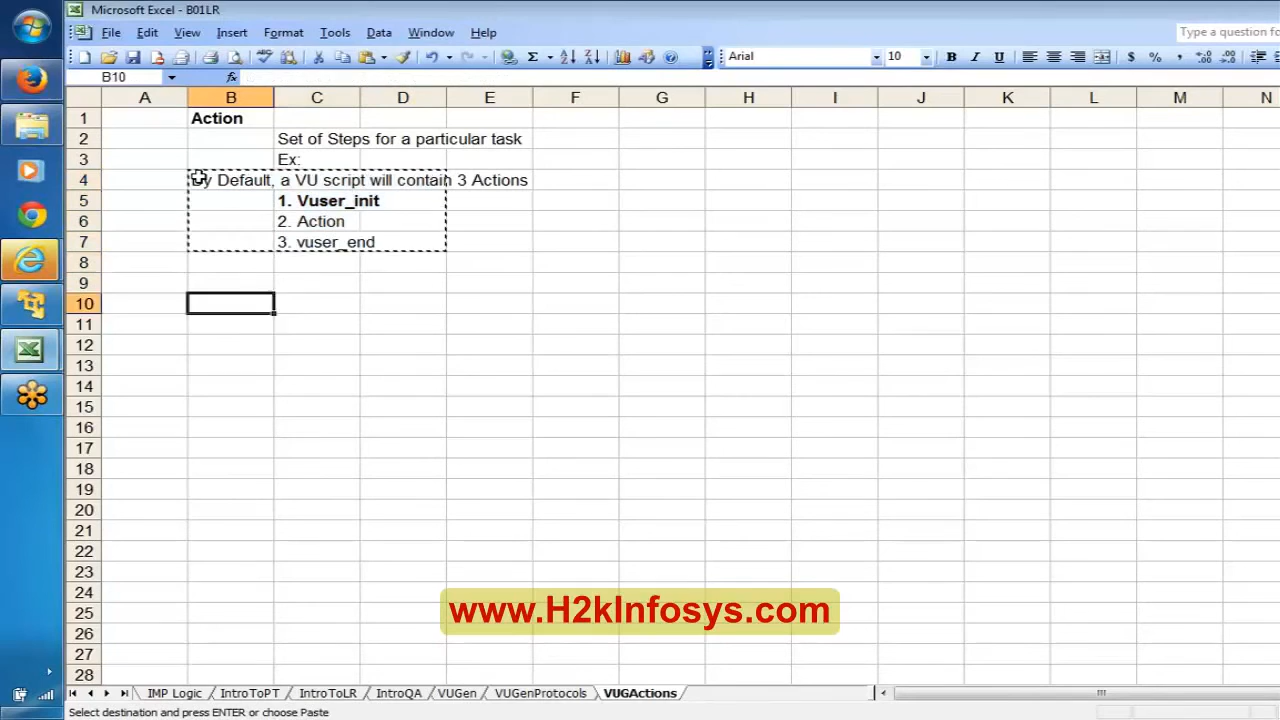 Microsoft Excel - B01LR
File Edit View Insert Format Tools Data Window Help
Type a question fo
Arial 10 B I U $ % ,
B10 fx
A B C D E F G H I J K L M N
1 Action
2 Set of Steps for a particular task
3 Ex:
4 By Default, a VU script will contain 3 Actions
5 1. Vuser_init
6 2. Action
7 3. vuser_end
8
9
10
11
12
13
14
15
16
17
18
19
20
21
22
23
24
www.H2kInfosys.com
25
26
27
28
IMP Logic IntroToPT IntroToLR IntroQA VUGen VUGenProtocols VUGActions
Select destination and press ENTER or choose Paste